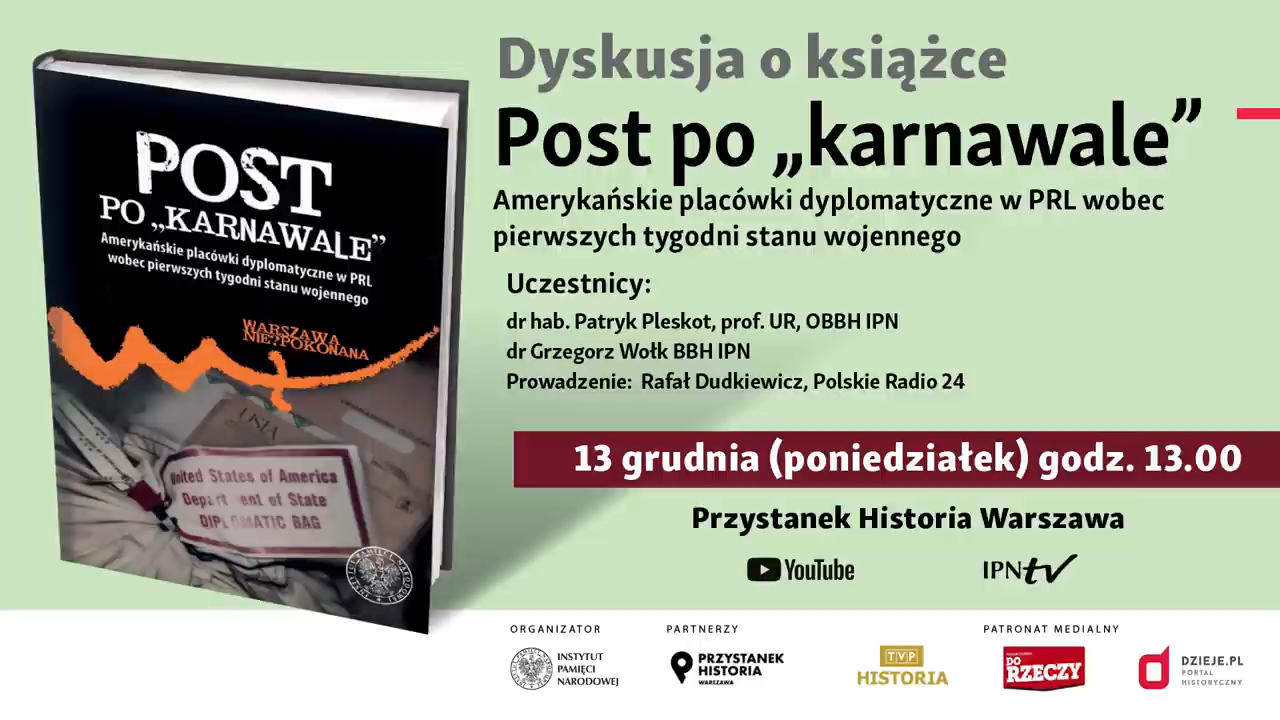 Dyskusja o książce
Post po „karnawale”
Amerykańskie placówki dyplomatyczne w PRL wobec
pierwszych tygodni stanu wojennego
Uczestnicy:
dr hab. Patryk Pleskot, prof. UR, OBBH IPN
dr Grzegorz Wołk BBH IPN
Prowadzenie: Rafał Dudkiewicz, Polskie Radio 24
13 grudnia (poniedziałek) godz. 13.00
Przystanek Historia Warszawa
YouTube
IPNtv
POST
PO „KARNAWALE”
Amerykańskie placówki dyplomatyczne w PRL
wobec pierwszych tygodni stanu wojennego
WARSZAWA
NIE?POKONANA
USIA
United States of America
Department of State
DIPLOMATIC BAG
INSTYTUT PAMIĘCI NARODOWEJ
ORGANIZATOR
INSTYTUT
PAMIĘCI
NARODOWEJ
PARTNERZY
PRZYSTANEK
HISTORIA
WARSZAWA
TVP
HISTORIA
PATRONAT MEDIALNY
DO
RZECZY
DZIEJE.PL
PORTAL
HISTORYCZNY